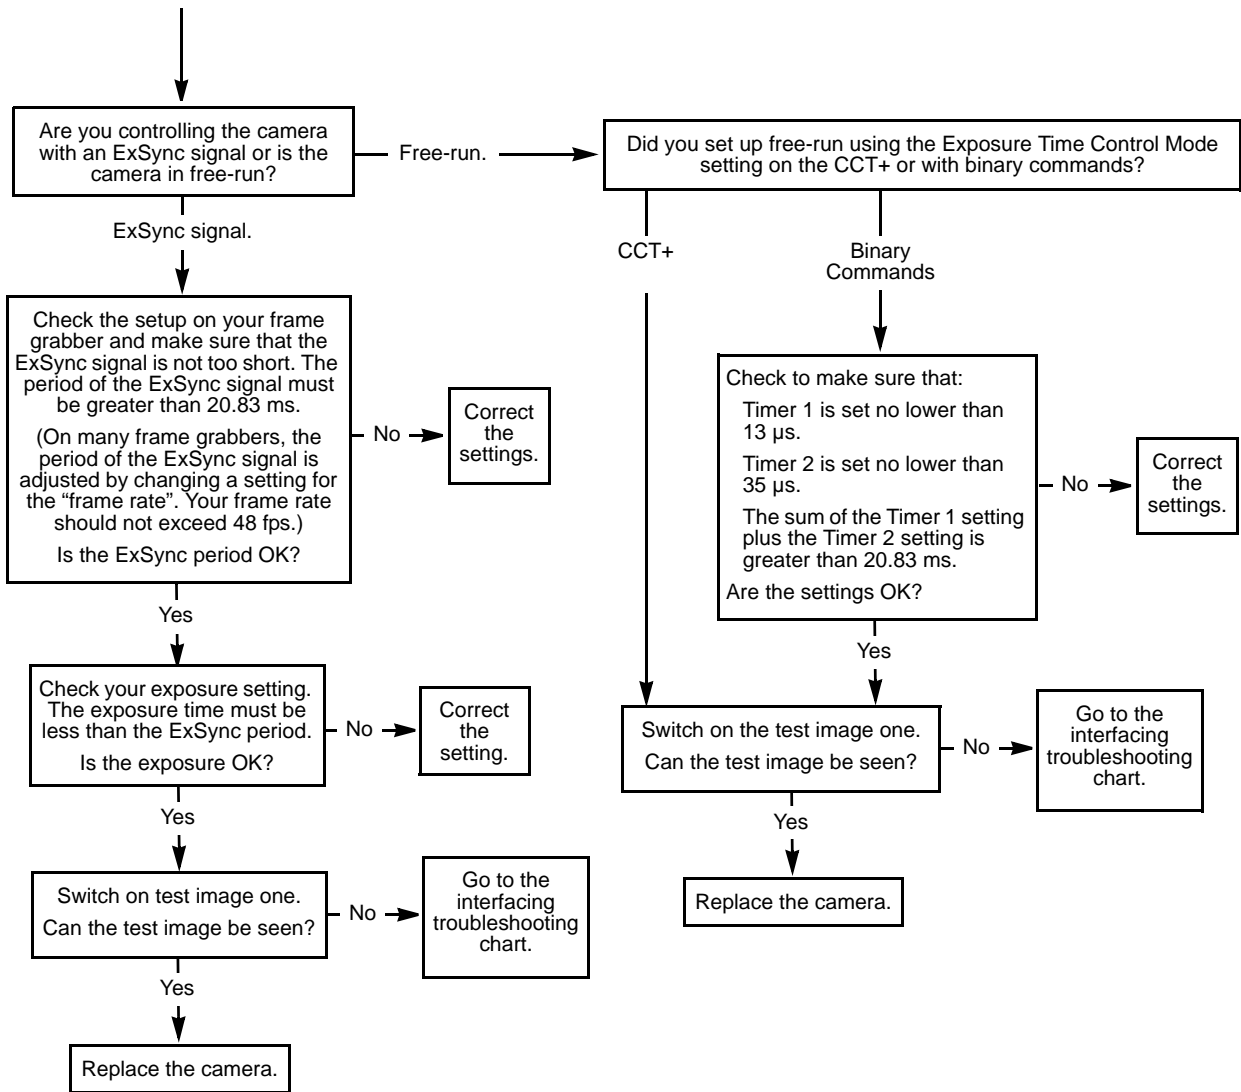 Are you controlling the camera
with an ExSync signal or is the
camera in free-run?
Free-run.
Did you set up free-run using the Exposure Time Control Mode
setting on the CCT+ or with binary commands?
ExSync signal.
CCT+
Binary
Commands
Check the setup on your frame
grabber and make sure that the
ExSync signal is not too short. The
period of the ExSync signal must
be greater than 20.83 ms.
(On many frame grabbers, the
period of the ExSync signal is
adjusted by changing a setting for
the “frame rate”. Your frame rate
should not exceed 48 fps.)
Is the ExSync period OK?
No
Correct
the
settings.
Check to make sure that:
Timer 1 is set no lower than
13 µs.
Timer 2 is set no lower than
35 µs.
The sum of the Timer 1 setting
plus the Timer 2 setting is
greater than 20.83 ms.
Are the settings OK?
No
Correct
the
settings.
Yes
Yes
Check your exposure setting.
The exposure time must be
less than the ExSync period.
Is the exposure OK?
No
Correct
the
setting.
Switch on the test image one.
Can the test image be seen?
No
Go to the
interfacing
troubleshooting
chart.
Yes
Yes
Switch on test image one.
Can the test image be seen?
No
Go to the
interfacing
troubleshooting
chart.
Replace the camera.
Yes
Replace the camera.